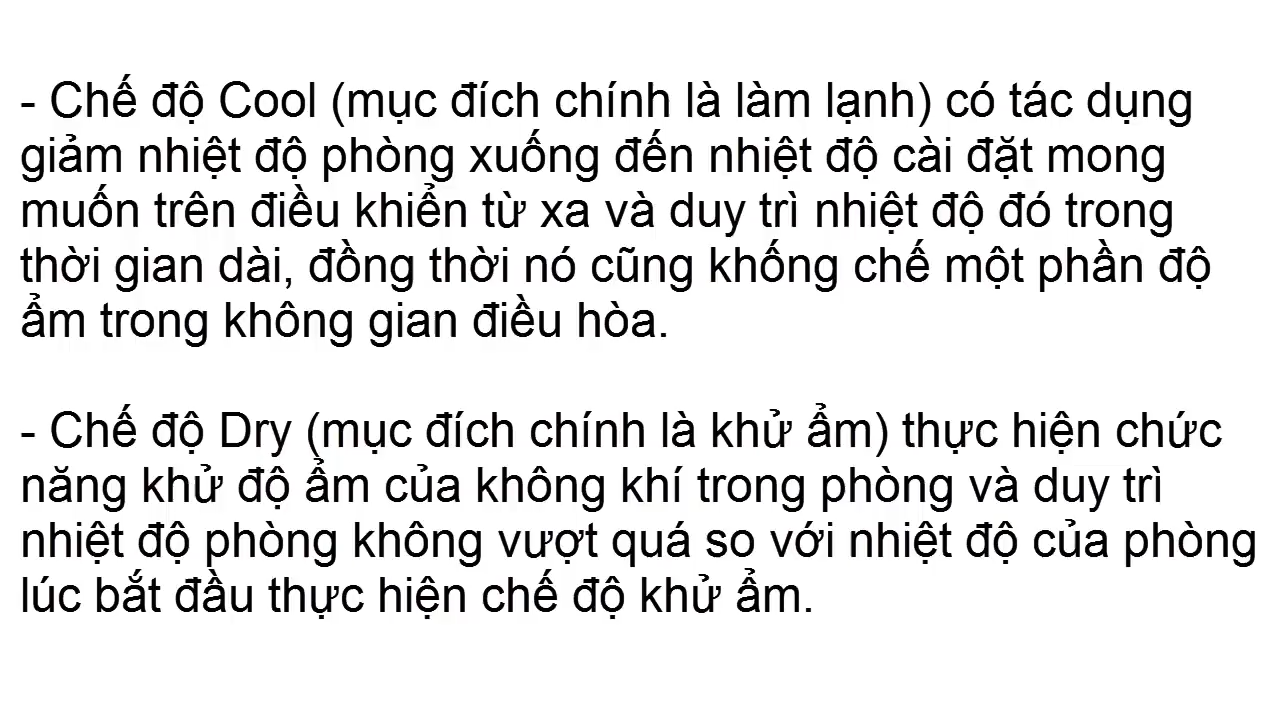 - Chế độ Cool (mục đích chính là làm lạnh) có tác dụng
giảm nhiệt độ phòng xuống đến nhiệt độ cài đặt mong
muốn trên điều khiển từ xa và duy trì nhiệt độ đó trong
thời gian dài, đồng thời nó cũng khống chế một phần độ
ẩm trong không gian điều hòa.
- Chế độ Dry (mục đích chính là khử ẩm) thực hiện chức
năng khử độ ẩm của không khí trong phòng và duy trì
nhiệt độ phòng không vượt quá so với nhiệt độ của phòng
lúc bắt đầu thực hiện chế độ khử ẩm.